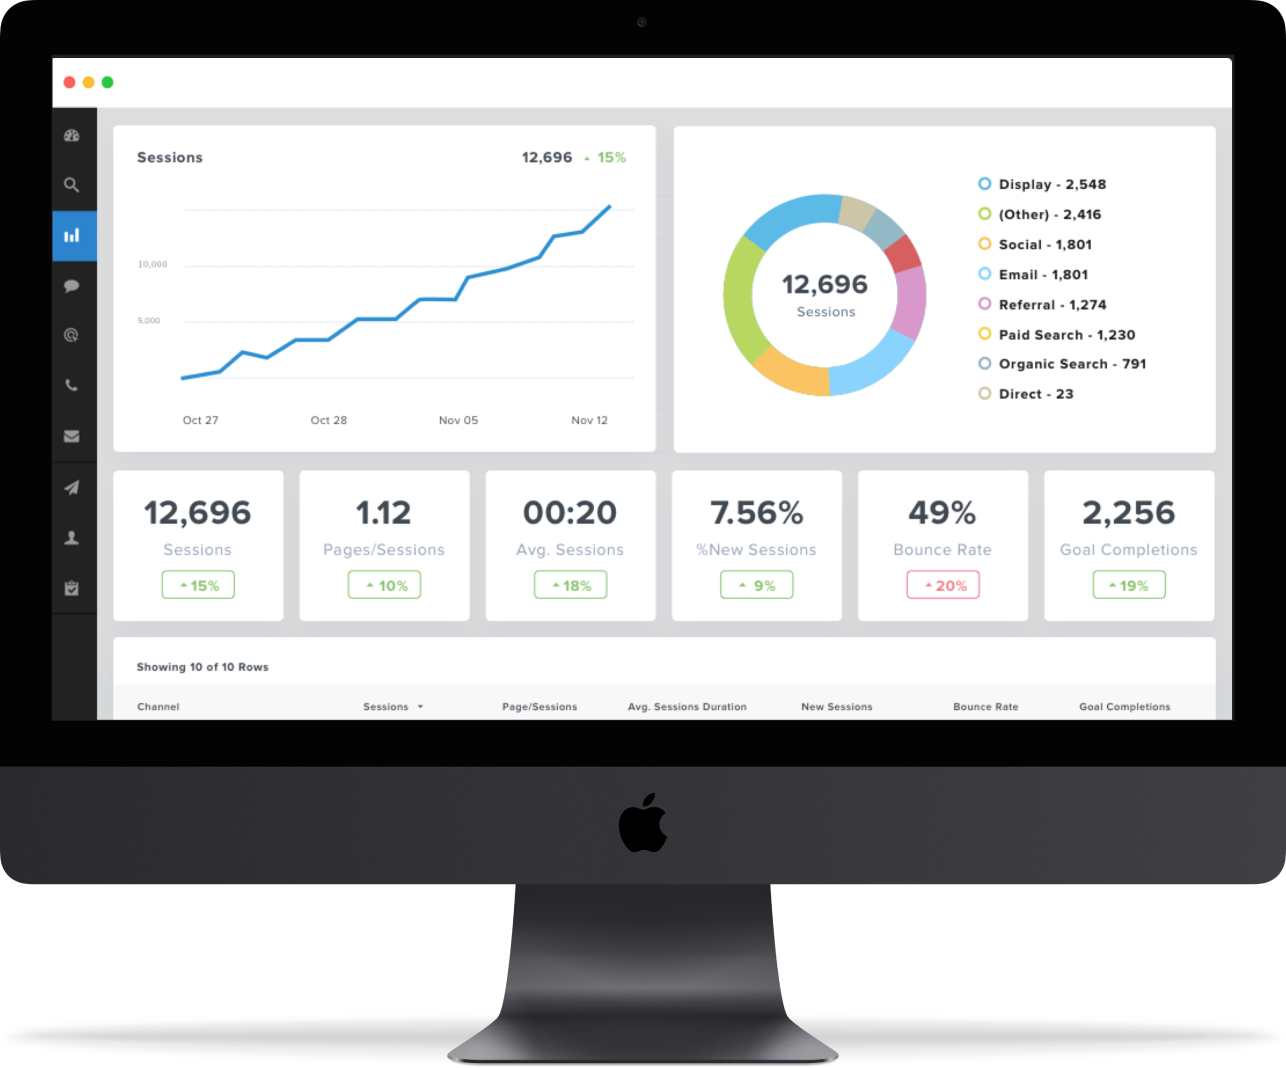 Sessions
12,696 15%
10,000
5,000
Oct 27 Oct 28 Nov 05 Nov 12
12,696
Sessions
Display - 2,548
(Other) - 2,416
Social - 1,801
Email - 1,801
Referral - 1,274
Paid Search - 1,230
Organic Search - 791
Direct - 23
12,696
Sessions
15%
1.12
Pages/Sessions
10%
00:20
Avg. Sessions
18%
7.56%
%New Sessions
9%
49%
Bounce Rate
20%
2,256
Goal Completions
19%
Showing 10 of 10 Rows
Channel Sessions Page/Sessions Avg. Sessions Duration New Sessions Bounce Rate Goal Completions